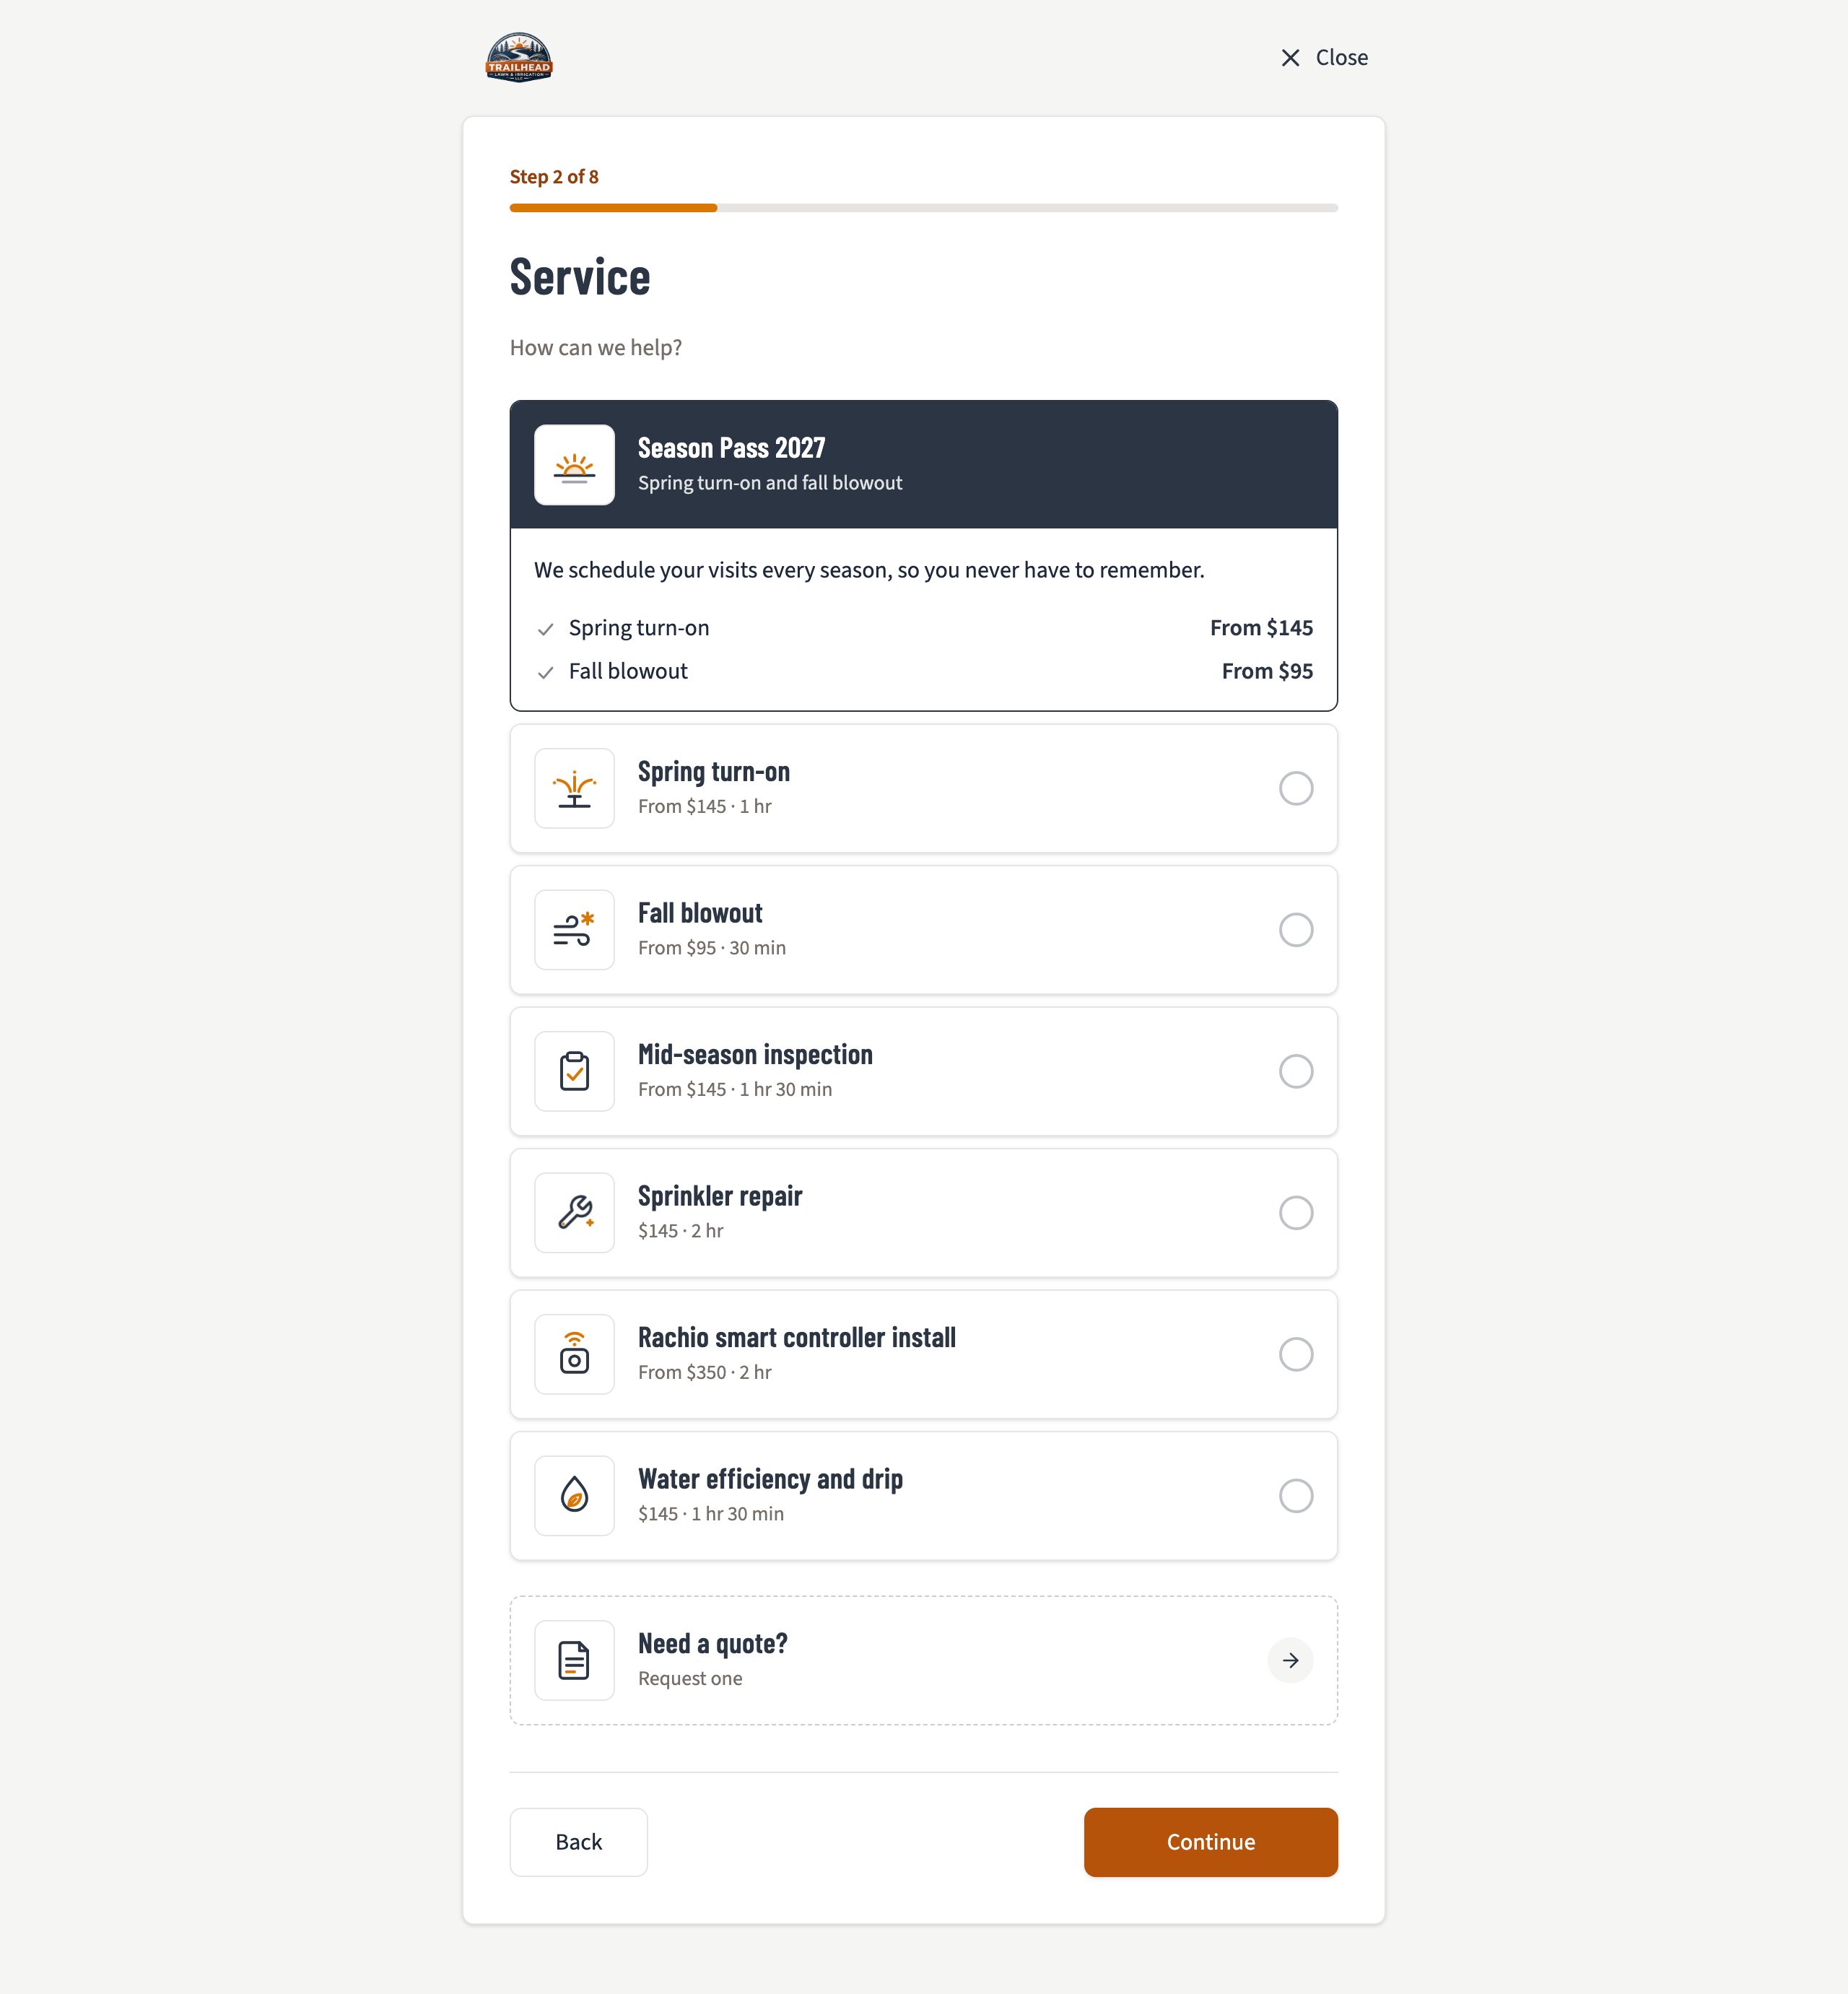 TRAILHEAD
LAWN & IRRIGATION
LLC
Close
Step 2 of 8
Service
How can we help?
Season Pass 2027
Spring turn-on and fall blowout
We schedule your visits every season, so you never have to remember.
Spring turn-on From $145
Fall blowout From $95
Spring turn-on
From $145 · 1 hr
Fall blowout
From $95 · 30 min
Mid-season inspection
From $145 · 1 hr 30 min
Sprinkler repair
$145 · 2 hr
Rachio smart controller install
From $350 · 2 hr
Water efficiency and drip
$145 · 1 hr 30 min
Need a quote?
Request one
Back
Continue